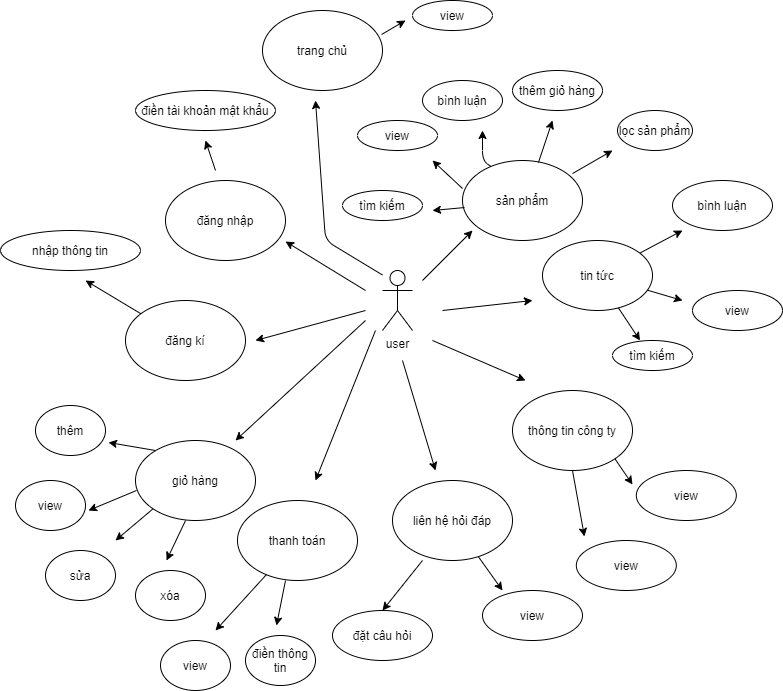 view
trang chủ
thêm giỏ hàng
bình luận
điền tài khoản mật khẩu
view
lọc sản phẩm
tìm kiếm
sản phẩm
bình luận
đăng nhập
nhập thông tin
tin tức
view
đăng kí
user
tìm kiếm
thêm
thông tin công ty
giỏ hàng
view
view
liên hệ hỏi đáp
thanh toán
view
sửa
xóa
view
đặt câu hỏi
điền thông
tin
view